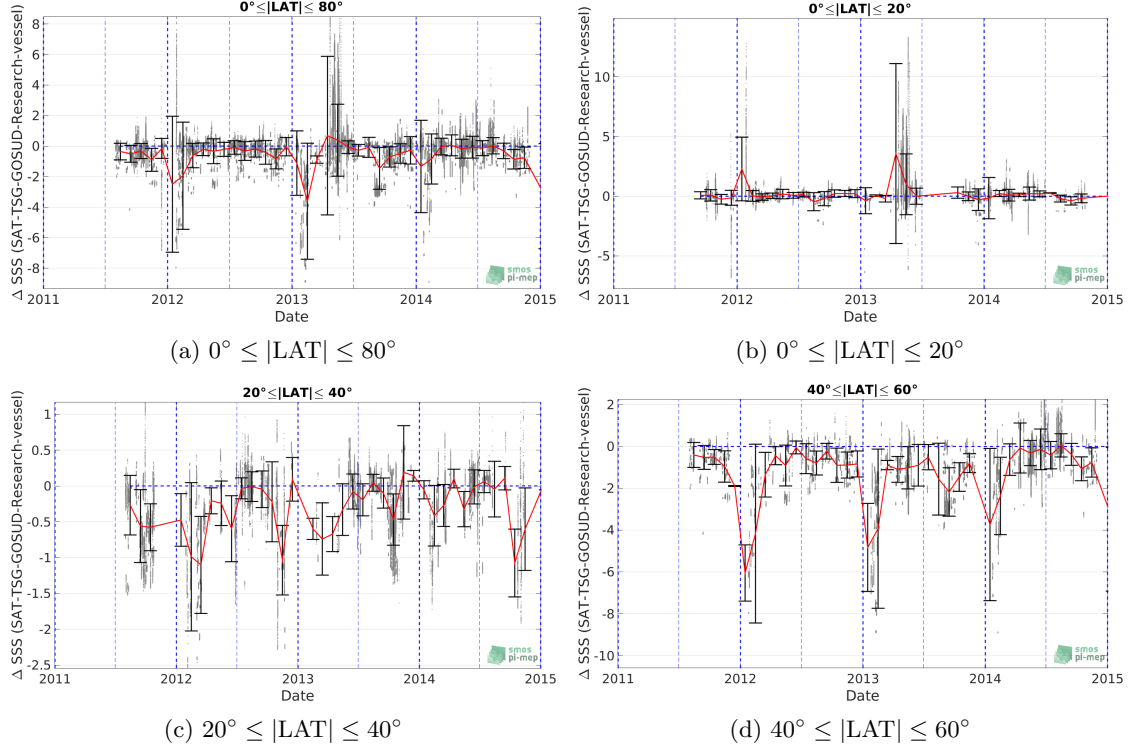 0°≤|LAT|≤ 80°
Δ SSS (SAT-TSG-GOSUD-Research-vessel)
8
6
4
2
0
-2
-4
-6
-8
2011
2012
2013
2014
2015
Date
smos
pi-mep
(a) 0° ≤ |LAT| ≤ 80°
0°≤|LAT|≤ 20°
Δ SSS (SAT-TSG-GOSUD-Research-vessel)
10
5
0
-5
2011
2012
2013
2014
2015
Date
smos
pi-mep
(b) 0° ≤ |LAT| ≤ 20°
20°≤|LAT|≤ 40°
Δ SSS (SAT-TSG-GOSUD-Research-vessel)
1
0.5
0
-0.5
-1
-1.5
-2
-2.5
2011
2012
2013
2014
2015
Date
smos
pi-mep
(c) 20° ≤ |LAT| ≤ 40°
40°≤|LAT|≤ 60°
Δ SSS (SAT-TSG-GOSUD-Research-vessel)
2
0
-2
-4
-6
-8
-10
2011
2012
2013
2014
2015
Date
smos
pi-mep
(d) 40° ≤ |LAT| ≤ 60°